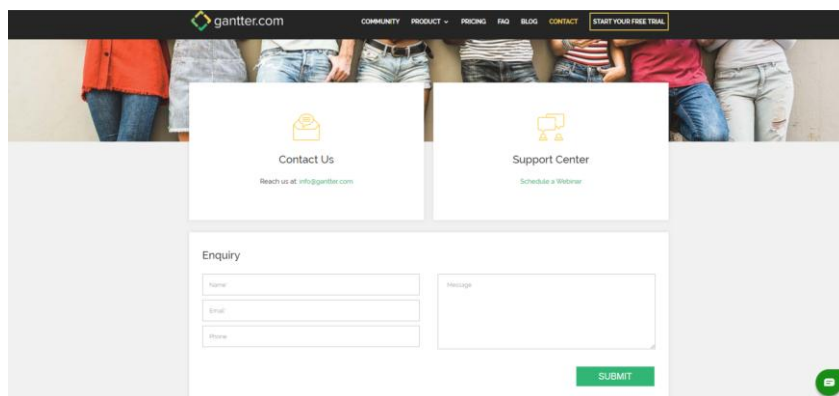 gantter.com
COMMUNITY PRODUCT PRICING FAQ BLOG CONTACT START YOUR FREE TRIAL
Contact Us
Reach us at: info@gantter.com
Support Center
Schedule a Webinar
Enquiry
Name
Email
Phone
Message
SUBMIT